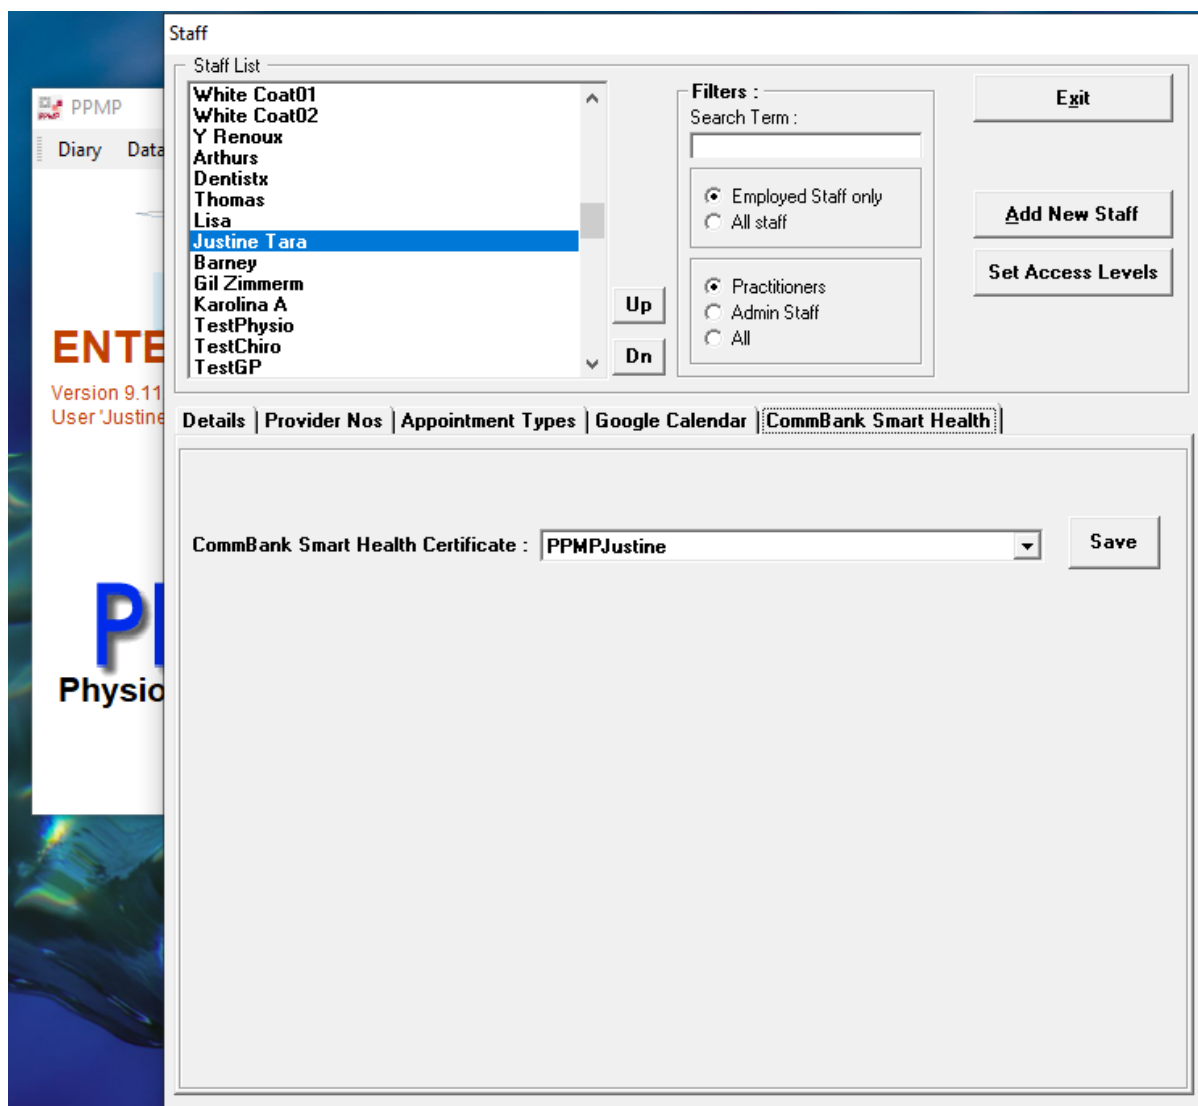 Staff
Staff List
White Coat01
White Coat02
Y Renoux
Arthurs
Dentistx
Thomas
Lisa
Justine Tara
Barney
Gil Zimmerm
Karolina A
TestPhysio
TestChiro
TestGP
Up
Dn
Filters :
Search Term :
Employed Staff only
All staff
Practitioners
Admin Staff
All
Exit
Add New Staff
Set Access Levels
PPMP
Diary Data
ENTE
Version 9.11
User 'Justine
P
Physio
Details Provider Nos Appointment Types Google Calendar CommBank Smart Health
CommBank Smart Health Certificate : PPMPJustine Save